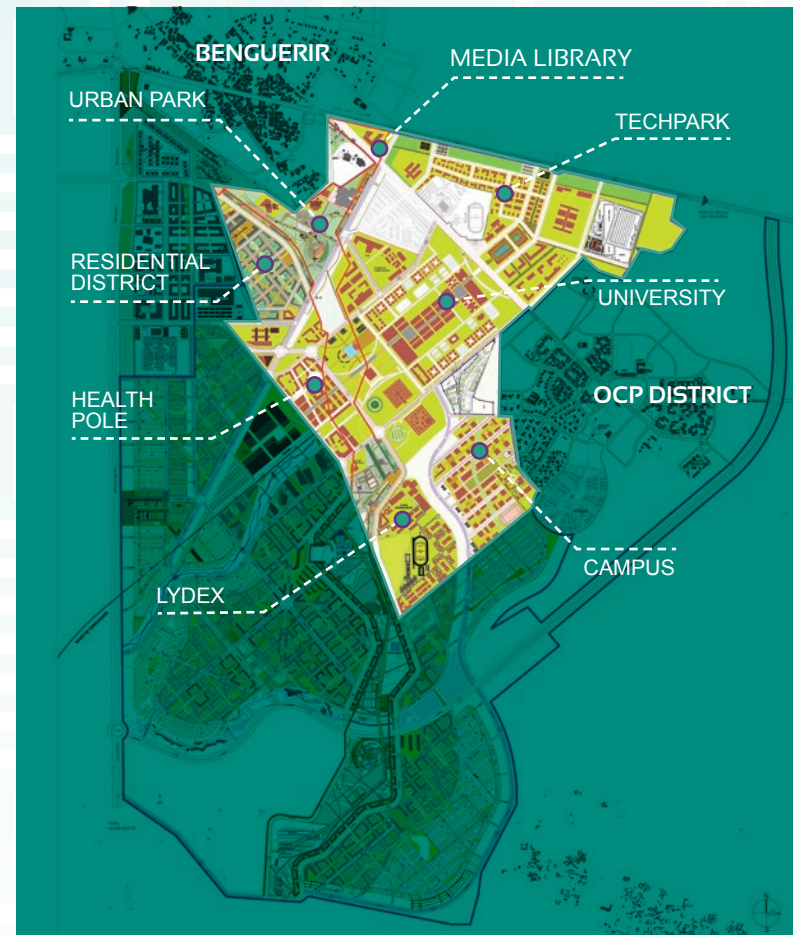 BENGUERIR
MEDIA LIBRARY
URBAN PARK
TECHPARK
RESIDENTIAL
DISTRICT
UNIVERSITY
HEALTH
POLE
OCP DISTRICT
CAMPUS
LYDEX
N